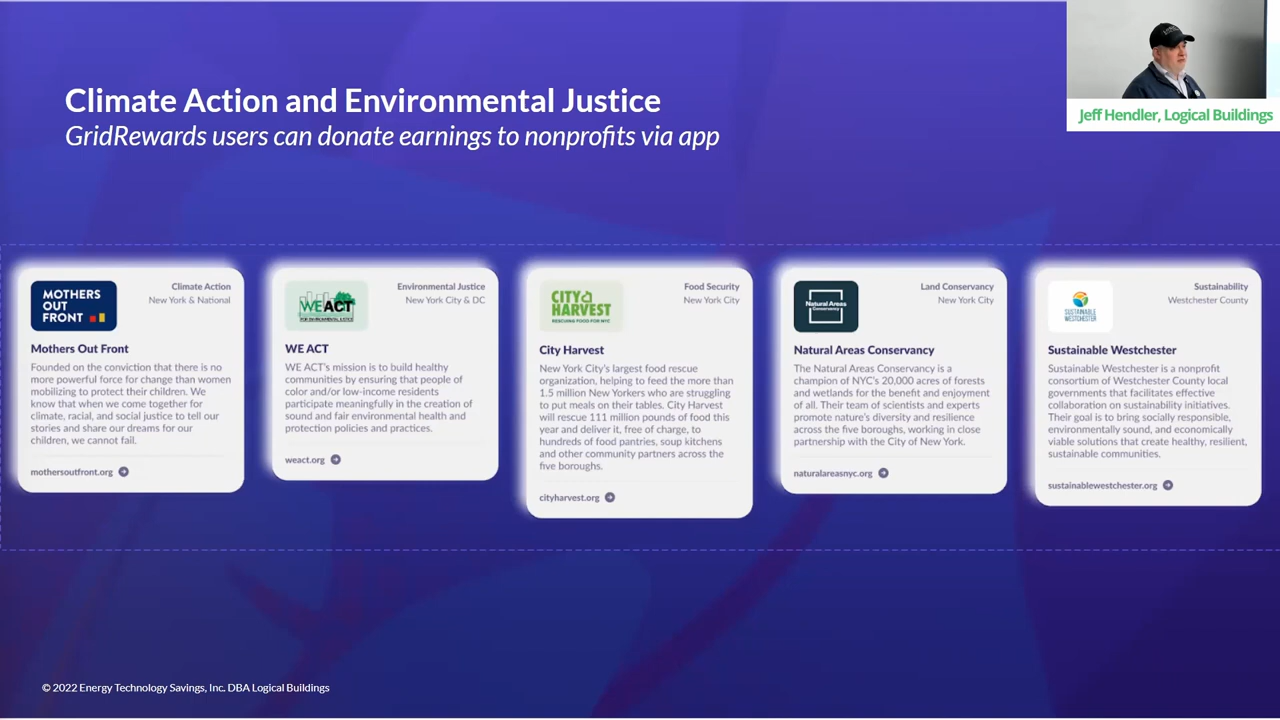 Climate Action and Environmental Justice
GridRewards users can donate earnings to nonprofits via app
Jeff Hendler, Logical Buildings
MOTHERS
OUT
FRONT
Climate Action
New York & National
Mothers Out Front
Founded on the conviction that there is no
more powerful force for change than women
mobilizing to protect their children. We
know that when we come together for
climate, racial, and social justice to tell our
stories and share our dreams for our
children, we cannot fail.
mothersoutfront.org
WE ACT
FOR ENVIRONMENTAL JUSTICE
Environmental Justice
New York City & DC
WE ACT
WE ACT's mission is to build healthy
communities by ensuring that people of
color and/or low-income residents
participate meaningfully in the creation of
sound and fair environmental health and
protection policies and practices.
weact.org
CITY
HARVEST
RESCUING FOOD FOR NYC
Food Security
New York City
City Harvest
New York City's largest food rescue
organization, helping to feed the more than
1.5 million New Yorkers who are struggling
to put meals on their tables. City Harvest
will rescue 111 million pounds of food this
year and deliver it, free of charge, to
hundreds of food pantries, soup kitchens
and other community partners across the
five boroughs.
cityharvest.org
Natural Areas
Conservancy
Land Conservancy
New York City
Natural Areas Conservancy
The Natural Areas Conservancy is a
champion of NYC's 20,000 acres of forests
and wetlands for the benefit and enjoyment
of all. Their team of scientists and experts
promote nature's diversity and resilience
across the five boroughs, working in close
partnership with the City of New York.
naturalareasnyc.org
SUSTAINABLE
WESTCHESTER
Sustainability
Westchester County
Sustainable Westchester
Sustainable Westchester is a nonprofit
consortium of Westchester County local
governments that facilitates effective
collaboration on sustainability initiatives.
Their goal is to bring socially responsible,
environmentally sound, and economically
viable solutions that create healthy, resilient,
sustainable communities.
sustainablewestchester.org
© 2022 Energy Technology Savings, Inc. DBA Logical Buildings